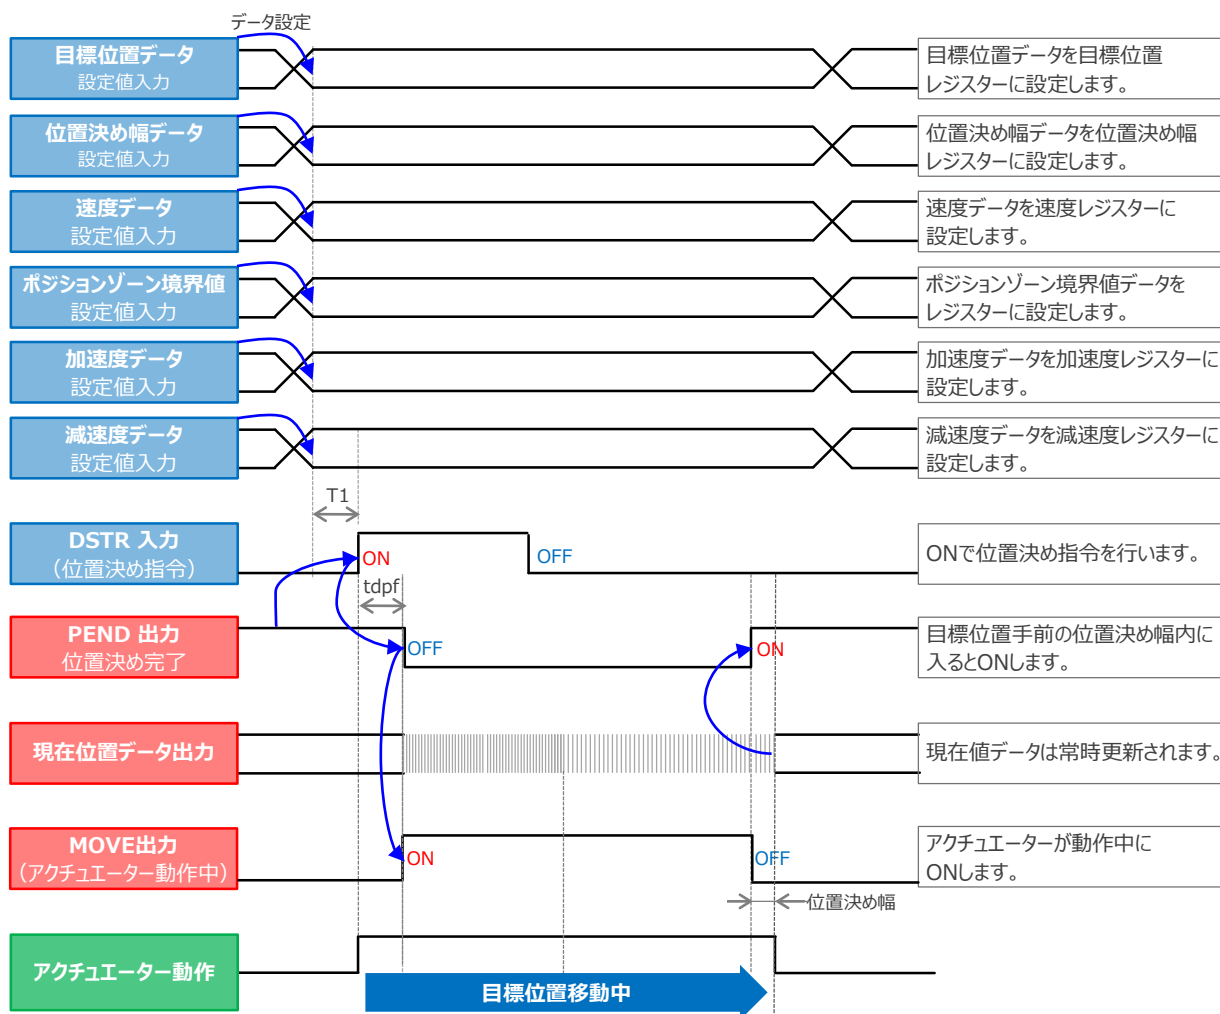 データ設定
目標位置データ
設定値入力
目標位置データを目標位置
レジスターに設定します。
位置決め幅データ
設定値入力
位置決め幅データを位置決め幅
レジスターに設定します。
速度データ
設定値入力
速度データを速度レジスターに
設定します。
ポジションゾーン境界値
設定値入力
ポジションゾーン境界値データを
レジスターに設定します。
加速度データ
設定値入力
加速度データを加速度レジスターに
設定します。
減速度データ
設定値入力
減速度データを減速度レジスターに
設定します。
T1
DSTR 入力
（位置決め指令）
ON
OFF
ONで位置決め指令を行います。
tdpf
PEND 出力
位置決め完了
OFF
ON
目標位置手前の位置決め幅内に
入るとONします。
現在位置データ出力
現在値データは常時更新されます。
MOVE出力
（アクチュエーター動作中）
ON
OFF
アクチュエーターが動作中に
ONします。
位置決め幅
アクチュエーター動作
目標位置移動中